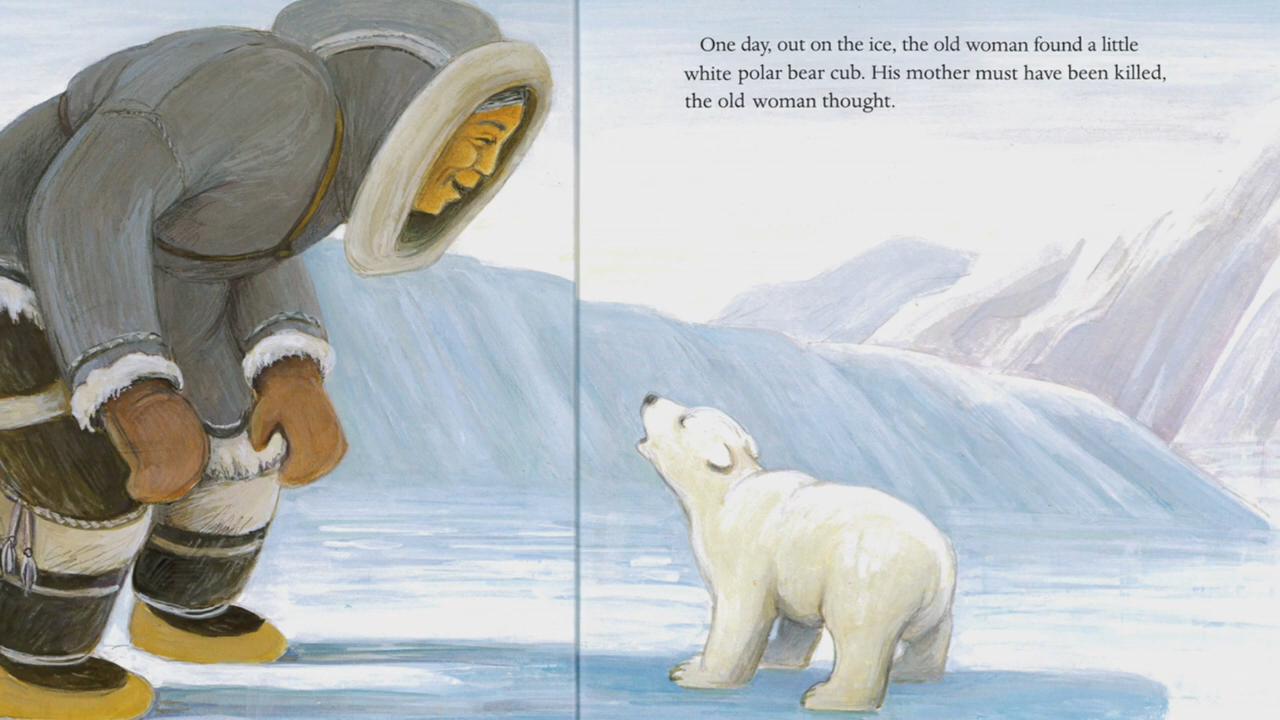 One day, out on the ice, the old woman found a little
white polar bear cub. His mother must have been killed,
the old woman thought.